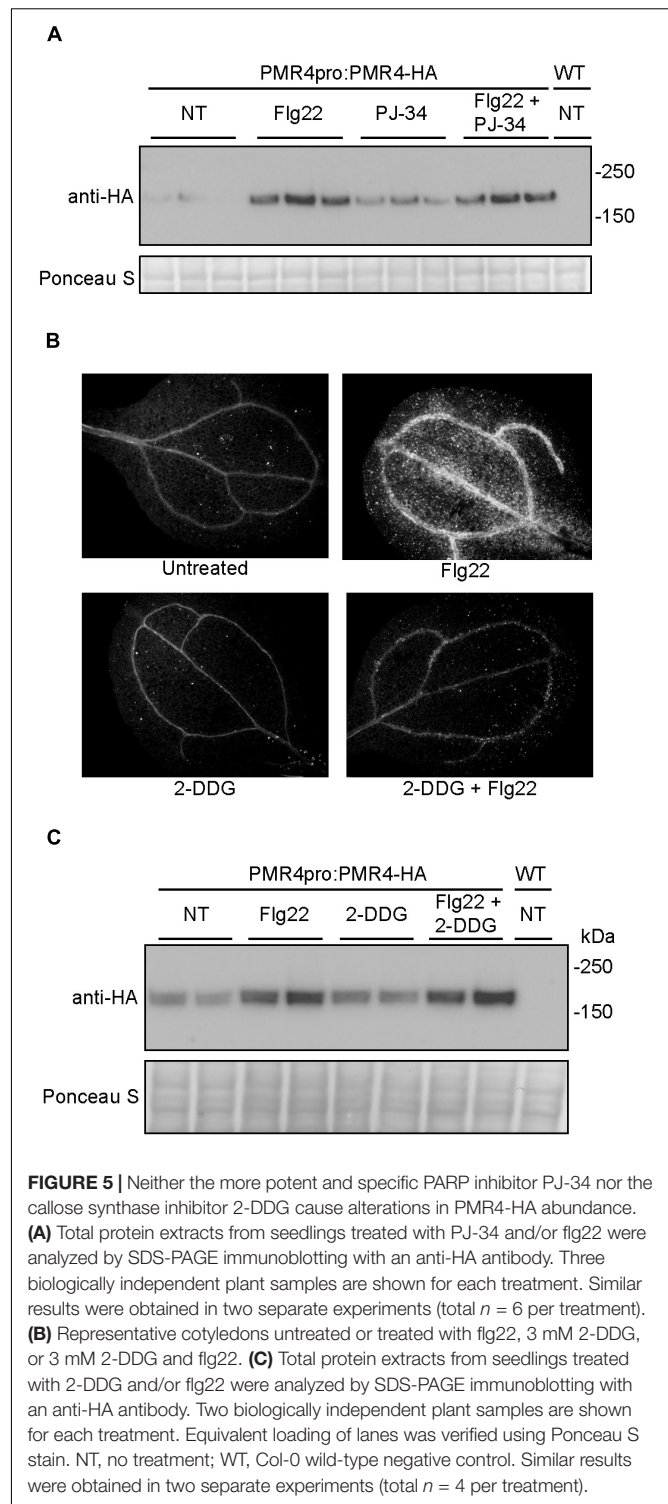 A
PMR4pro:PMR4-HA WT
NT Flg22 PJ-34 Flg22 + PJ-34 NT
-250
anti-HA
-150
Ponceau S
B
Untreated Flg22
2-DDG 2-DDG + Flg22
C
PMR4pro:PMR4-HA WT
NT Flg22 2-DDG Flg22 + 2-DDG NT
kDa
-250
anti-HA
-150
Ponceau S
FIGURE 5 | Neither the more potent and specific PARP inhibitor PJ-34 nor the
callose synthase inhibitor 2-DDG cause alterations in PMR4-HA abundance.
(A) Total protein extracts from seedlings treated with PJ-34 and/or flg22 were
analyzed by SDS-PAGE immunoblotting with an anti-HA antibody. Three
biologically independent plant samples are shown for each treatment. Similar
results were obtained in two separate experiments (total n = 6 per treatment).
(B) Representative cotyledons untreated or treated with flg22, 3 mM 2-DDG,
or 3 mM 2-DDG and flg22. (C) Total protein extracts from seedlings treated
with 2-DDG and/or flg22 were analyzed by SDS-PAGE immunoblotting with
an anti-HA antibody. Two biologically independent plant samples are shown
for each treatment. Equivalent loading of lanes was verified using Ponceau S
stain. NT, no treatment; WT, Col-0 wild-type negative control. Similar results
were obtained in two separate experiments (total n = 4 per treatment).